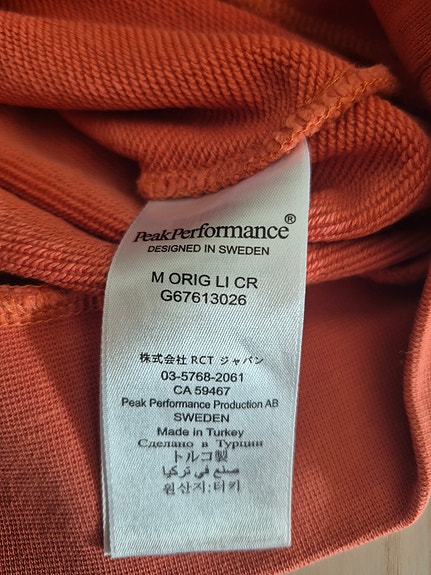 PeakPerformance®
DESIGNED IN SWEDEN
M ORIG LI CR
G67613026
株式会社 RCT ジャパン
03-5768-2061
CA 59467
Peak Performance Production AB
SWEDEN
Made in Turkey
Сделано в Турции
トルコ製
صنع في تركيا
원산지:터키